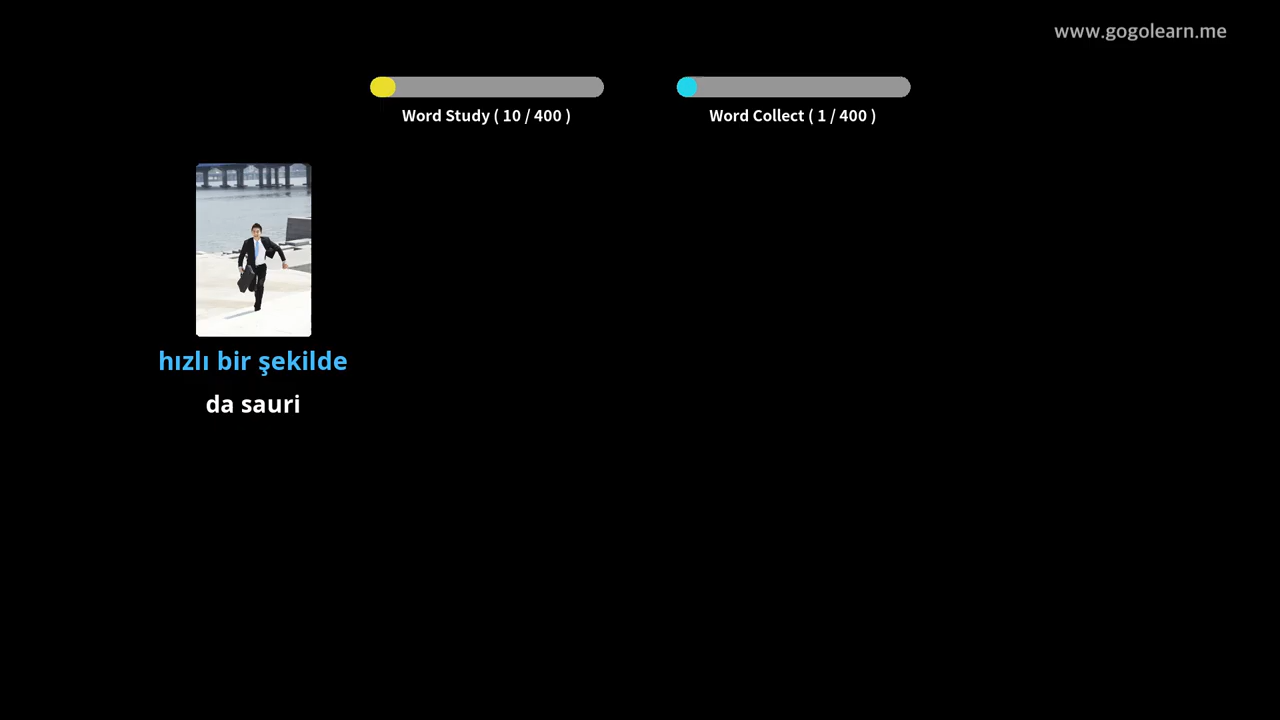 www.gogolearn.me
Word Study ( 10 / 400 )
Word Collect ( 1 / 400 )
hızlı bir şekilde
da sauri